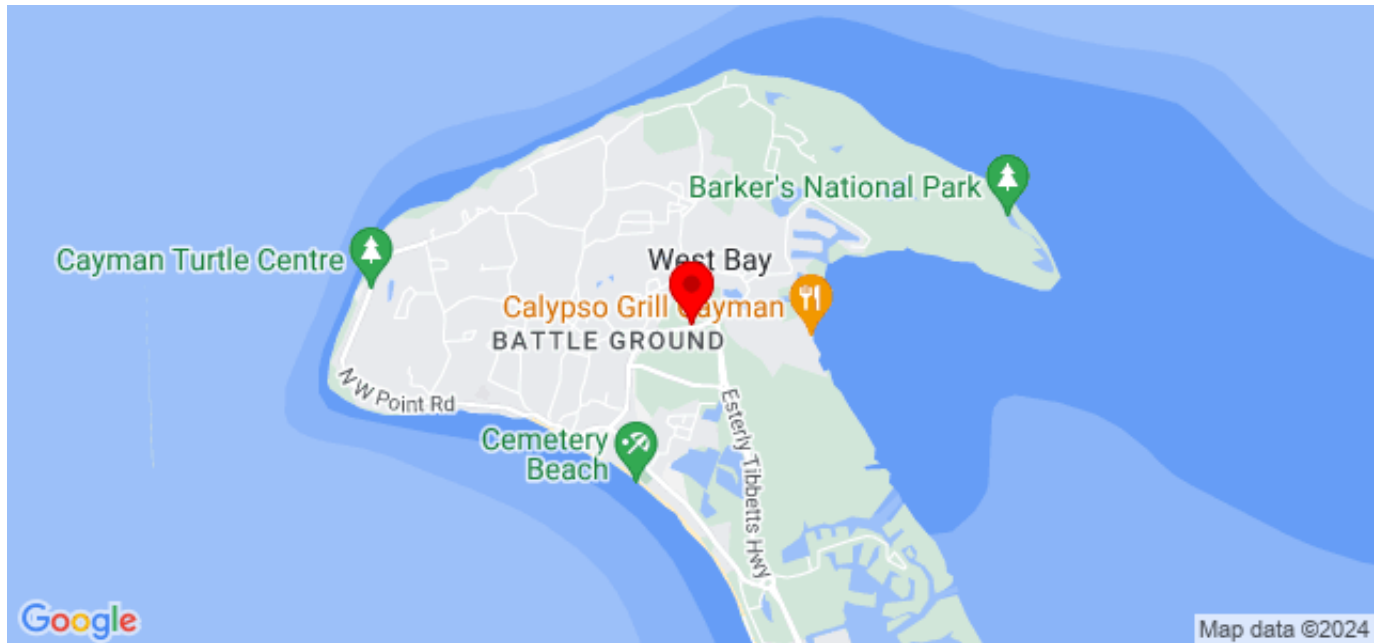 Barker's National Park
Cayman Turtle Centre
West Bay
Calypso Grill Cayman
BATTLE GROUND
NW Point Rd
Esterly Tibbetts Hwy
Cemetery
Beach
Google
Map data ©2024